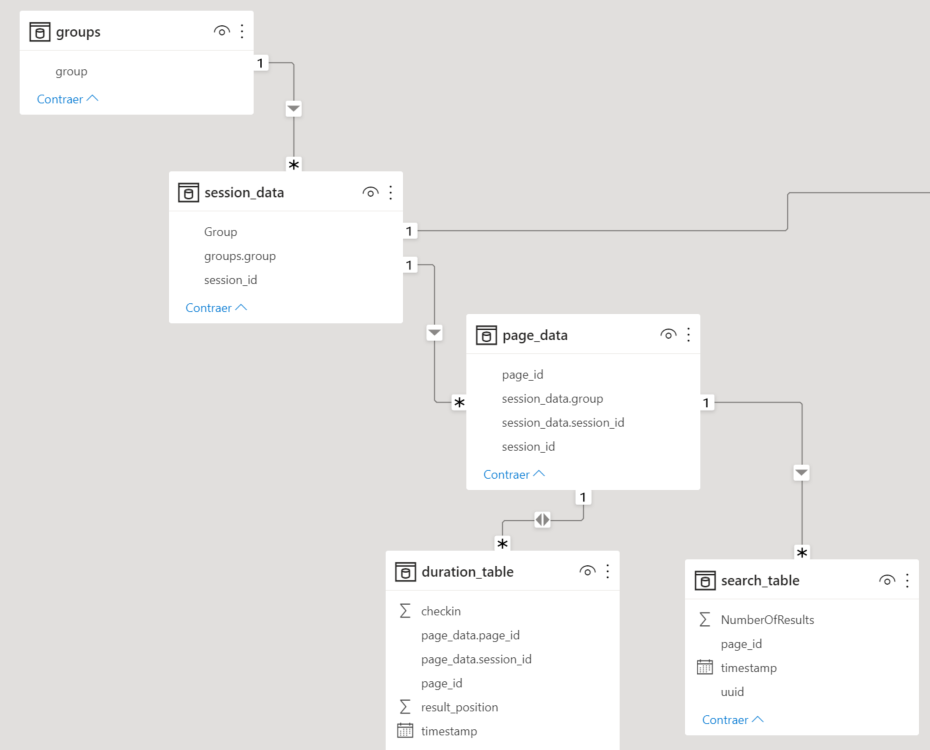 groups
group
Contraer
1
*
session_data
Group
groups.group
session_id
Contraer
1
1
*
page_data
page_id
session_data.group
session_data.session_id
session_id
Contraer
1
1
*
*
duration_table
checkin
page_data.page_id
page_data.session_id
page_id
result_position
timestamp
search_table
NumberOfResults
page_id
timestamp
uuid
Contraer